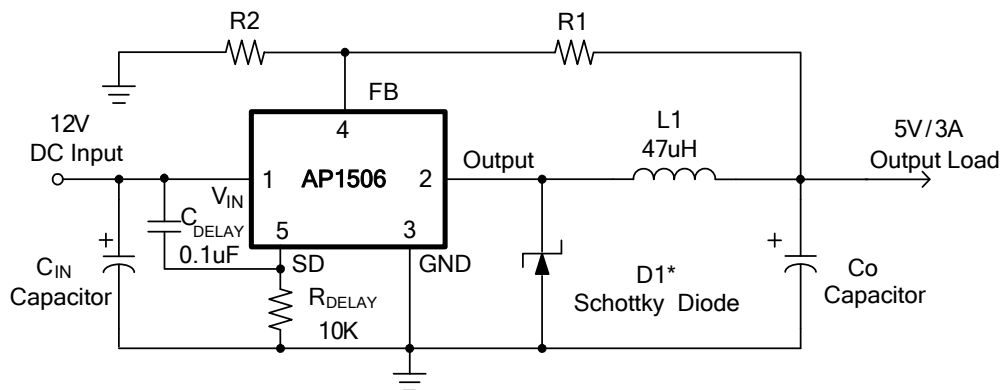 R2
R1
FB
4
12V
DC Input
L1
47uH
5V/3A
Output Load
Output
1
AP1506
2
VIN
CDELAY
0.1uF
5
3
SD
GND
+
CIN
Capacitor
RDELAY
10K
D1*
Schottky Diode
+
Co
Capacitor